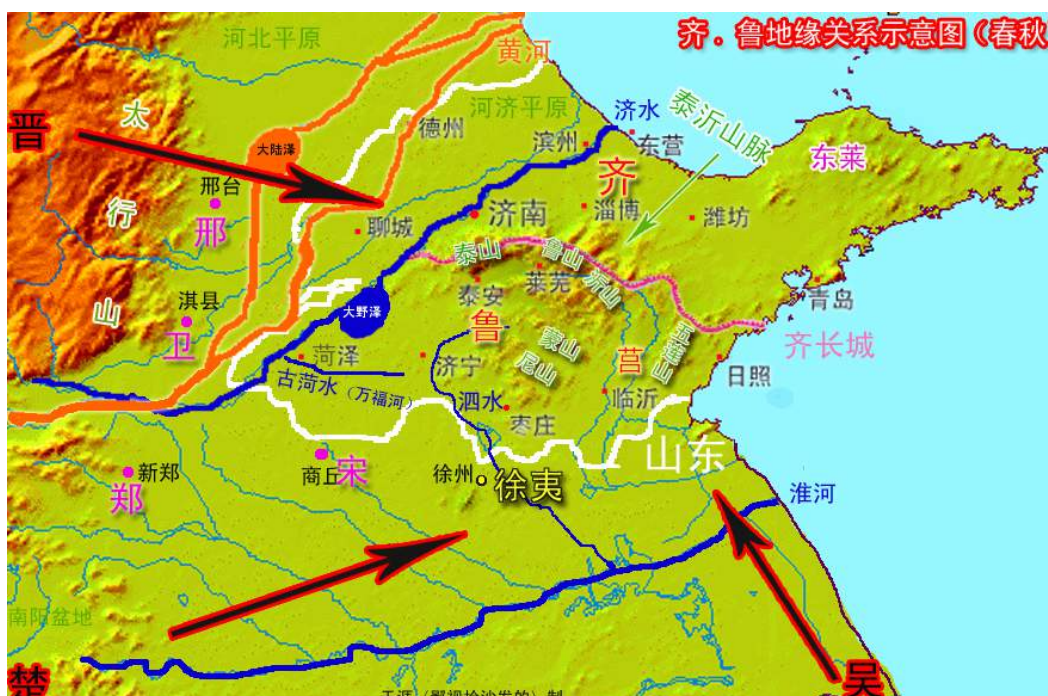 齐．鲁地缘关系示意图（春秋
河北平原
黄河
河济平原
济水
泰沂山脉
晋
太行山
大陆泽
德州
滨州
东营
东莱
邢台
邢
齐
聊城
济南
淄博
潍坊
泰山
鲁山
沂山
莱芜
泰安
青岛
淇县
卫
大野泽
鲁
蒙山
尼山
莒
五莲山
齐长城
菏泽
济宁
日照
古菏水（万福河）
泗水
临沂
枣庄
山东
新郑
郑
商丘
宋
徐州
徐夷
淮河
南阳盆地
楚
吴